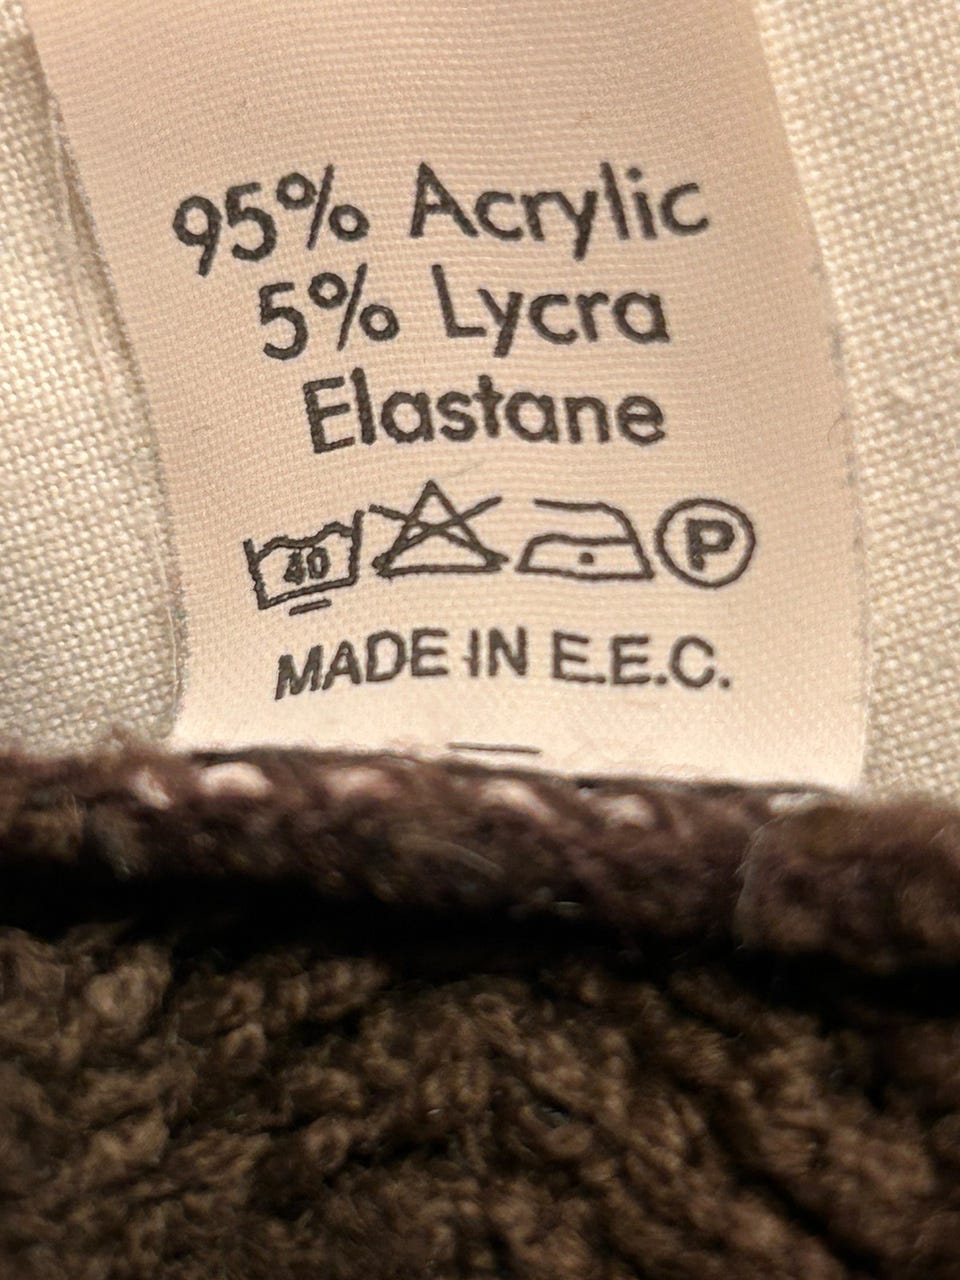 95% Acrylic
5% Lycra
Elastane
40 P
MADE IN E.E.C.